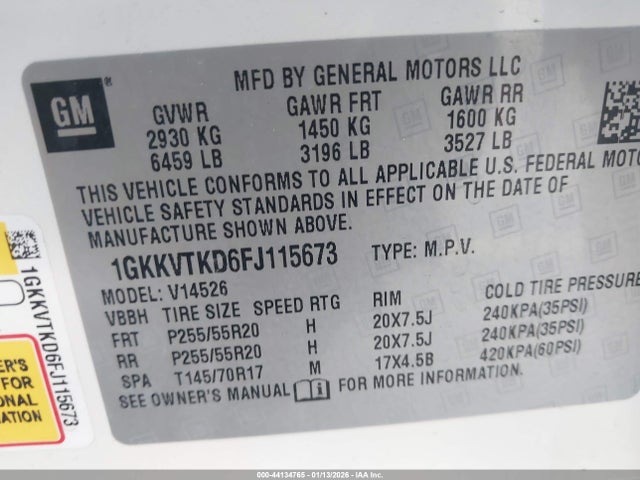 MFD BY GENERAL MOTORS LLC
GM
GVWR GAWR FRT GAWR RR
2930 KG 1450 KG 1600 KG
6459 LB 3196 LB 3527 LB
THIS VEHICLE CONFORMS TO ALL APPLICABLE U.S. FEDERAL MOTO
VEHICLE SAFETY STANDARDS IN EFFECT ON THE DATE OF
MANUFACTURE SHOWN ABOVE.
1GKKVTKD6FJ115673 TYPE: M.P.V.
MODEL: V14526
VBBH TIRE SIZE SPEED RTG RIM COLD TIRE PRESSURE
FRT P255/55R20 H 20X7.5J 240KPA(35PSI)
RR P255/55R20 H 20X7.5J 240KPA(35PSI)
SPA T145/70R17 M 17X4.5B 420KPA(60PSI)
SEE OWNER'S MANUAL FOR MORE INFORMATION.
1GKKVTKD6FJ115673
ER'S
FOR
ONAL
ION
000-44134765 - 01/13/2026 - IAA Inc.